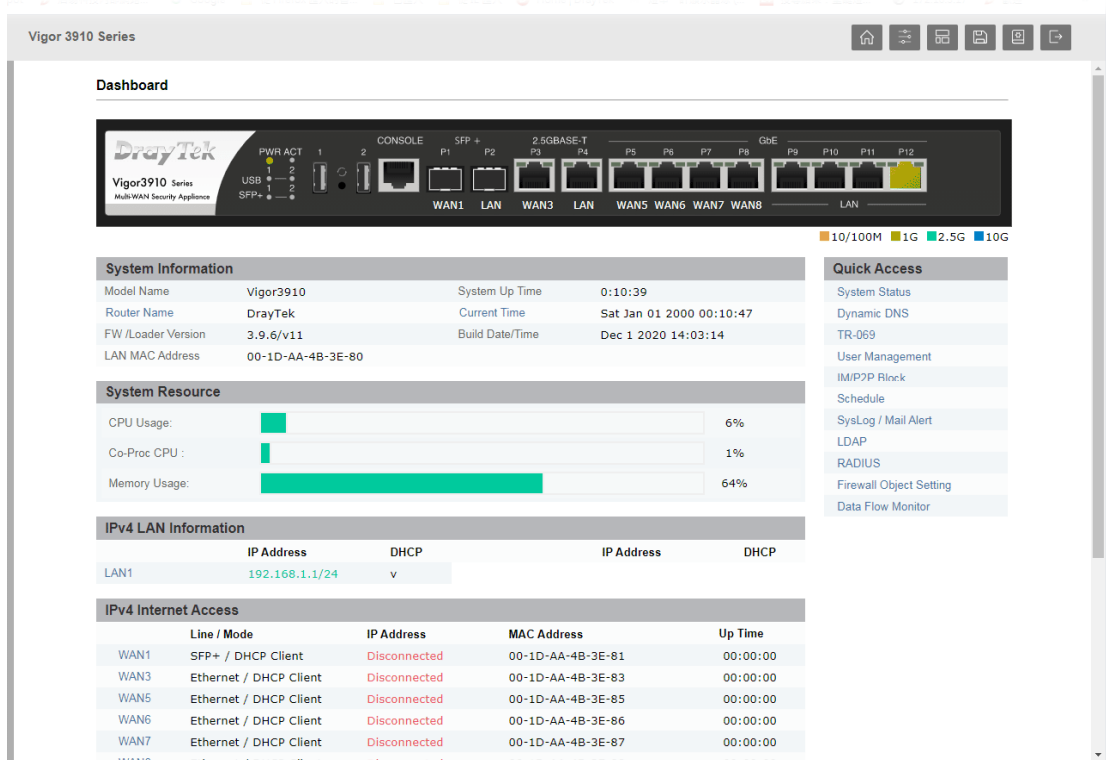 Vigor 3910 Series
Dashboard
DrayTek
Vigor3910 Series
Multi-WAN Security Appliance
PWR ACT 1 2 CONSOLE SFP + 2.5GBASE-T GbE
P1 P2 P3 P4 P5 P6 P7 P8 P9 P10 P11 P12
1 2
USB
1 2
SFP+
WAN1 LAN WAN3 LAN WAN5 WAN6 WAN7 WAN8 LAN
10/100M 1G 2.5G 10G
System Information
Model Name Vigor3910 System Up Time 0:10:39
Router Name DrayTek Current Time Sat Jan 01 2000 00:10:47
FW /Loader Version 3.9.6/v11 Build Date/Time Dec 1 2020 14:03:14
LAN MAC Address 00-1D-AA-4B-3E-80
System Resource
CPU Usage: 6%
Co-Proc CPU : 1%
Memory Usage: 64%
IPv4 LAN Information
IP Address DHCP IP Address DHCP
LAN1 192.168.1.1/24 v
IPv4 Internet Access
Line / Mode IP Address MAC Address Up Time
WAN1 SFP+ / DHCP Client Disconnected 00-1D-AA-4B-3E-81 00:00:00
WAN3 Ethernet / DHCP Client Disconnected 00-1D-AA-4B-3E-83 00:00:00
WAN5 Ethernet / DHCP Client Disconnected 00-1D-AA-4B-3E-85 00:00:00
WAN6 Ethernet / DHCP Client Disconnected 00-1D-AA-4B-3E-86 00:00:00
WAN7 Ethernet / DHCP Client Disconnected 00-1D-AA-4B-3E-87 00:00:00
Quick Access
System Status
Dynamic DNS
TR-069
User Management
IM/P2P Block
Schedule
SysLog / Mail Alert
LDAP
RADIUS
Firewall Object Setting
Data Flow Monitor